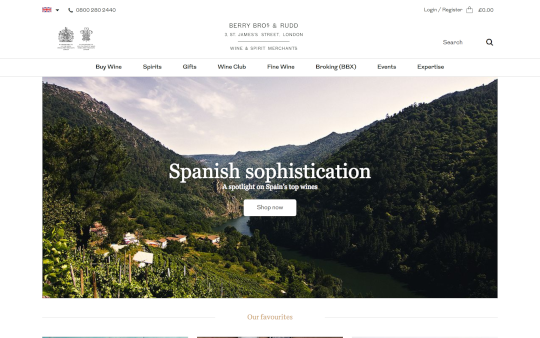 0800 280 2440
Login / Register
£0.00
BERRY BROS & RUDD
3 ST JAMES'S STREET, LONDON
WINE & SPIRIT MERCHANTS
Search
Buy Wine Spirits Gifts Wine Club Fine Wine Broking (BBX) Events Expertise
Spanish sophistication
A spotlight on Spain's top wines
Shop now
Our favourites